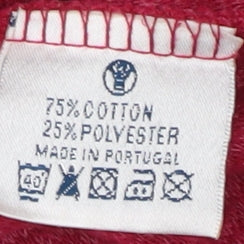 75% COTTON
25% POLYESTER
MADE IN PORTUGAL
40